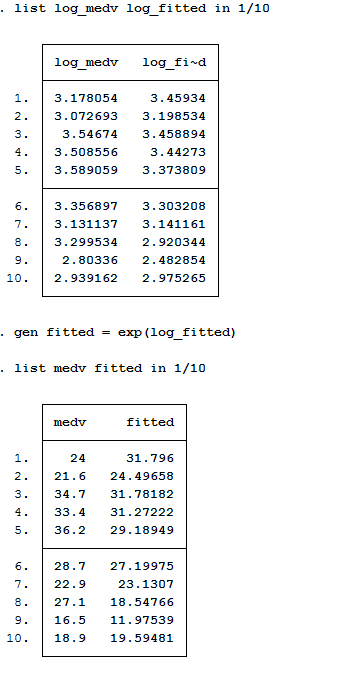 . list log_medv log_fitted in 1/10
log_medv log_fi~d
1. 3.178054 3.45934
2. 3.072693 3.198534
3. 3.54674 3.458894
4. 3.508556 3.44273
5. 3.589059 3.373809
6. 3.356897 3.303208
7. 3.131137 3.141161
8. 3.299534 2.920344
9. 2.80336 2.482854
10. 2.939162 2.975265
. gen fitted = exp(log_fitted)
. list medv fitted in 1/10
medv fitted
1. 24 31.796
2. 21.6 24.49658
3. 34.7 31.78182
4. 33.4 31.27222
5. 36.2 29.18949
6. 28.7 27.19975
7. 22.9 23.1307
8. 27.1 18.54766
9. 16.5 11.97539
10. 18.9 19.59481